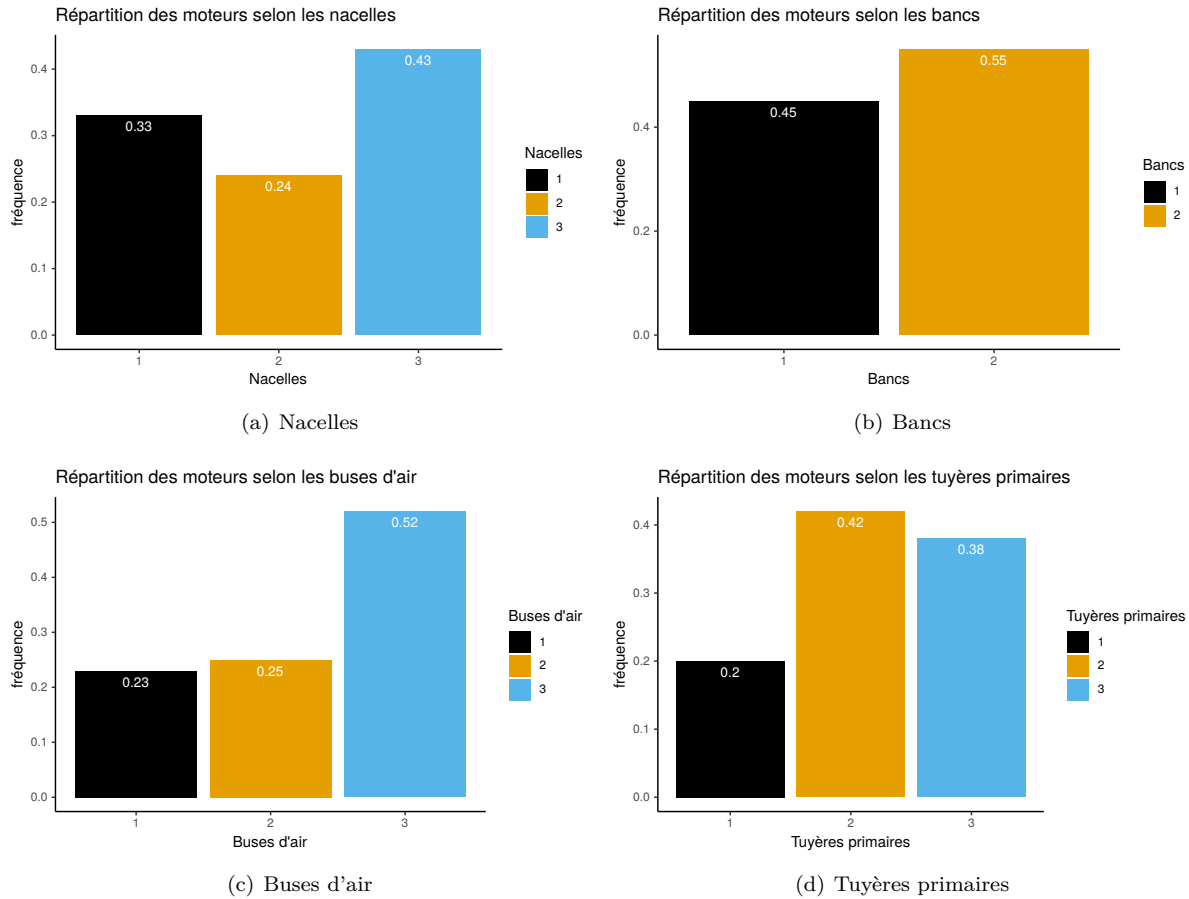 Répartition des moteurs selon les nacelles
0.4
0.3
0.2
0.1
0.0
fréquence
0.33
0.24
0.43
1
2
3
Nacelles
Nacelles
1
2
3
(a) Nacelles
Répartition des moteurs selon les bancs
0.4
0.2
0.0
fréquence
0.45
0.55
1
2
Bancs
Bancs
1
2
(b) Bancs
Répartition des moteurs selon les buses d'air
0.5
0.4
0.3
0.2
0.1
0.0
fréquence
0.23
0.25
0.52
1
2
3
Buses d'air
Buses d'air
1
2
3
(c) Buses d’air
Répartition des moteurs selon les tuyères primaires
0.4
0.3
0.2
0.1
0.0
fréquence
0.2
0.42
0.38
1
2
3
Tuyères primaires
Tuyères primaires
1
2
3
(d) Tuyères primaires